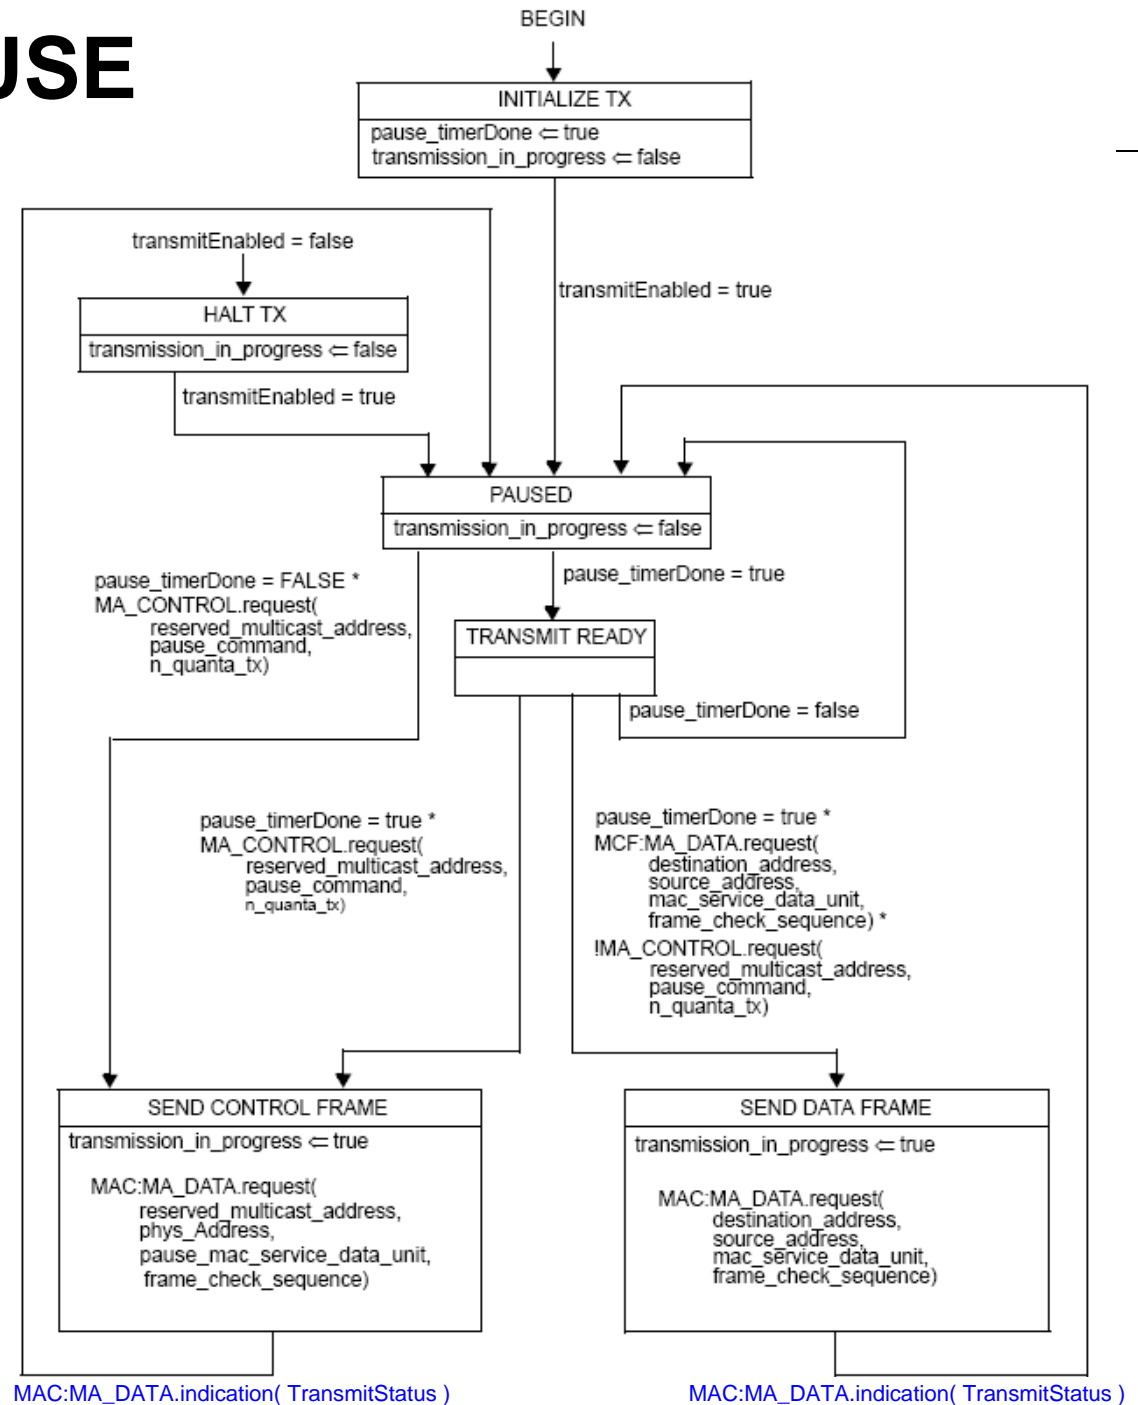 USE
BEGIN
INITIALIZE TX
pause_timerDone ⇐ true
transmission_in_progress ⇐ false
transmitEnabled = false
transmitEnabled = true
HALT TX
transmission_in_progress ⇐ false
transmitEnabled = true
PAUSED
transmission_in_progress ⇐ false
pause_timerDone = FALSE *
MA_CONTROL.request(
reserved_multicast_address,
pause_command,
n_quanta_tx)
pause_timerDone = true
TRANSMIT READY
pause_timerDone = false
pause_timerDone = true *
MA_CONTROL.request(
reserved_multicast_address,
pause_command,
n_quanta_tx)
pause_timerDone = true *
MCF:MA_DATA.request(
destination_address,
source_address,
mac_service_data_unit,
frame_check_sequence) *
!MA_CONTROL.request(
reserved_multicast_address,
pause_command,
n_quanta_tx)
SEND CONTROL FRAME
transmission_in_progress ⇐ true
MAC:MA_DATA.request(
reserved_multicast_address,
phys_Address,
pause_mac_service_data_unit,
frame_check_sequence)
SEND DATA FRAME
transmission_in_progress ⇐ true
MAC:MA_DATA.request(
destination_address,
source_address,
mac_service_data_unit,
frame_check_sequence)
MAC:MA_DATA.indication( TransmitStatus )
MAC:MA_DATA.indication( TransmitStatus )